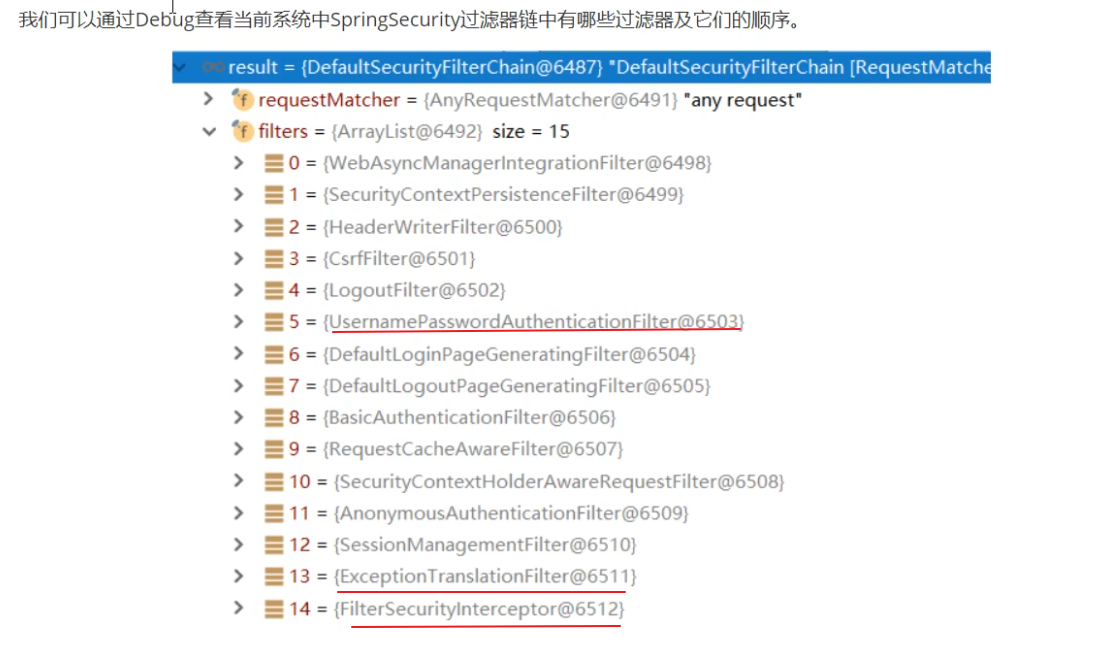 我们可以通过Debug查看当前系统中SpringSecurity过滤器链中有哪些过滤器及它们的顺序。
result = {DefaultSecurityFilterChain@6487} "DefaultSecurityFilterChain [RequestMatche
requestMatcher = {AnyRequestMatcher@6491} "any request"
filters = {ArrayList@6492} size = 15
0 = {WebAsyncManagerIntegrationFilter@6498}
1 = {SecurityContextPersistenceFilter@6499}
2 = {HeaderWriterFilter@6500}
3 = {CsrfFilter@6501}
4 = {LogoutFilter@6502}
5 = {UsernamePasswordAuthenticationFilter@6503}
6 = {DefaultLoginPageGeneratingFilter@6504}
7 = {DefaultLogoutPageGeneratingFilter@6505}
8 = {BasicAuthenticationFilter@6506}
9 = {RequestCacheAwareFilter@6507}
10 = {SecurityContextHolderAwareRequestFilter@6508}
11 = {AnonymousAuthenticationFilter@6509}
12 = {SessionManagementFilter@6510}
13 = {ExceptionTranslationFilter@6511}
14 = {FilterSecurityInterceptor@6512}